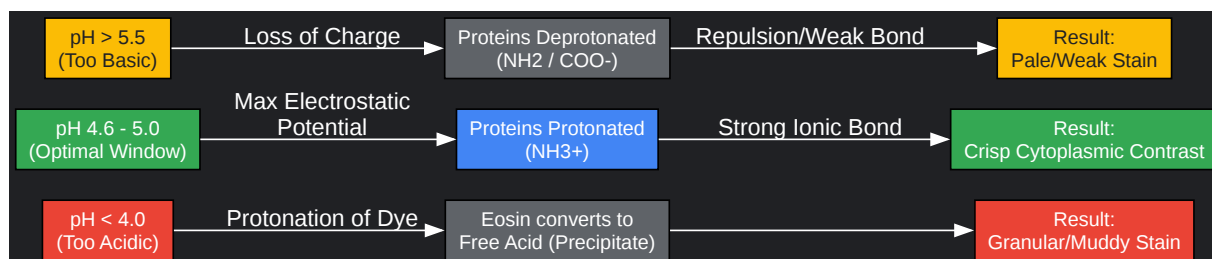 pH > 5.5
(Too Basic)
Loss of Charge
Proteins Deprotonated
(NH2 / COO-)
Repulsion/Weak Bond
Result:
Pale/Weak Stain
pH 4.6 - 5.0
(Optimal Window)
Max Electrostatic
Potential
Proteins Protonated
(NH3+)
Strong Ionic Bond
Result:
Crisp Cytoplasmic Contrast
pH < 4.0
(Too Acidic)
Protonation of Dye
Eosin converts to
Free Acid (Precipitate)
Result:
Granular/Muddy Stain